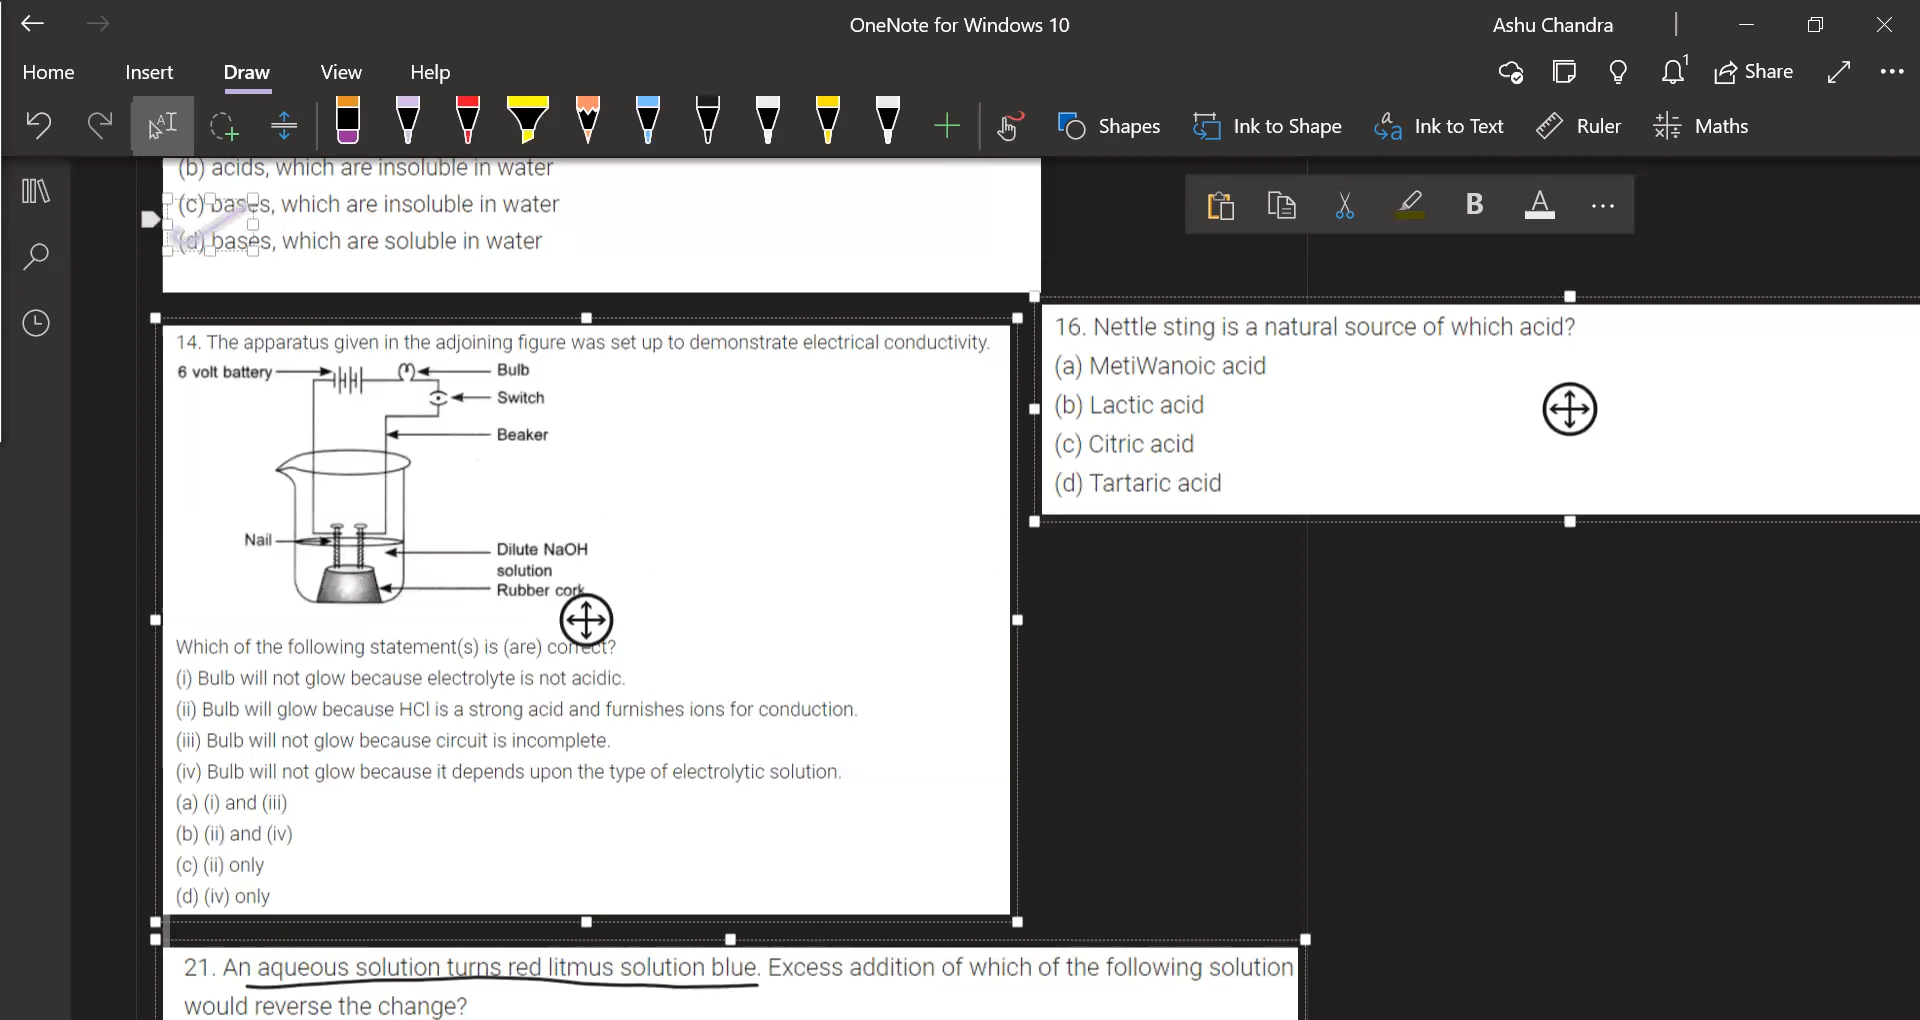 OneNote for Windows 10
Ashu Chandra
Home
Insert
Draw
View
Help
1
Share
Shapes
Ink to Shape
Ink to Text
Ruler
Maths
(b) acids, which are insoluble in water
(c) bases, which are insoluble in water
(d) bases, which are soluble in water
B
A
14. The apparatus given in the adjoining figure was set up to demonstrate electrical conductivity.
6 volt battery
Bulb
Switch
Beaker
Nail
Dilute NaOH
solution
Rubber cork
Which of the following statement(s) is (are) correct?
(i) Bulb will not glow because electrolyte is not acidic.
(ii) Bulb will glow because HCl is a strong acid and furnishes ions for conduction.
(iii) Bulb will not glow because circuit is incomplete.
(iv) Bulb will not glow because it depends upon the type of electrolytic solution.
(a) (i) and (iii)
(b) (ii) and (iv)
(c) (ii) only
(d) (iv) only
16. Nettle sting is a natural source of which acid?
(a) MetiWanoic acid
(b) Lactic acid
(c) Citric acid
(d) Tartaric acid
21. An aqueous solution turns red litmus solution blue. Excess addition of which of the following solution
would reverse the change?